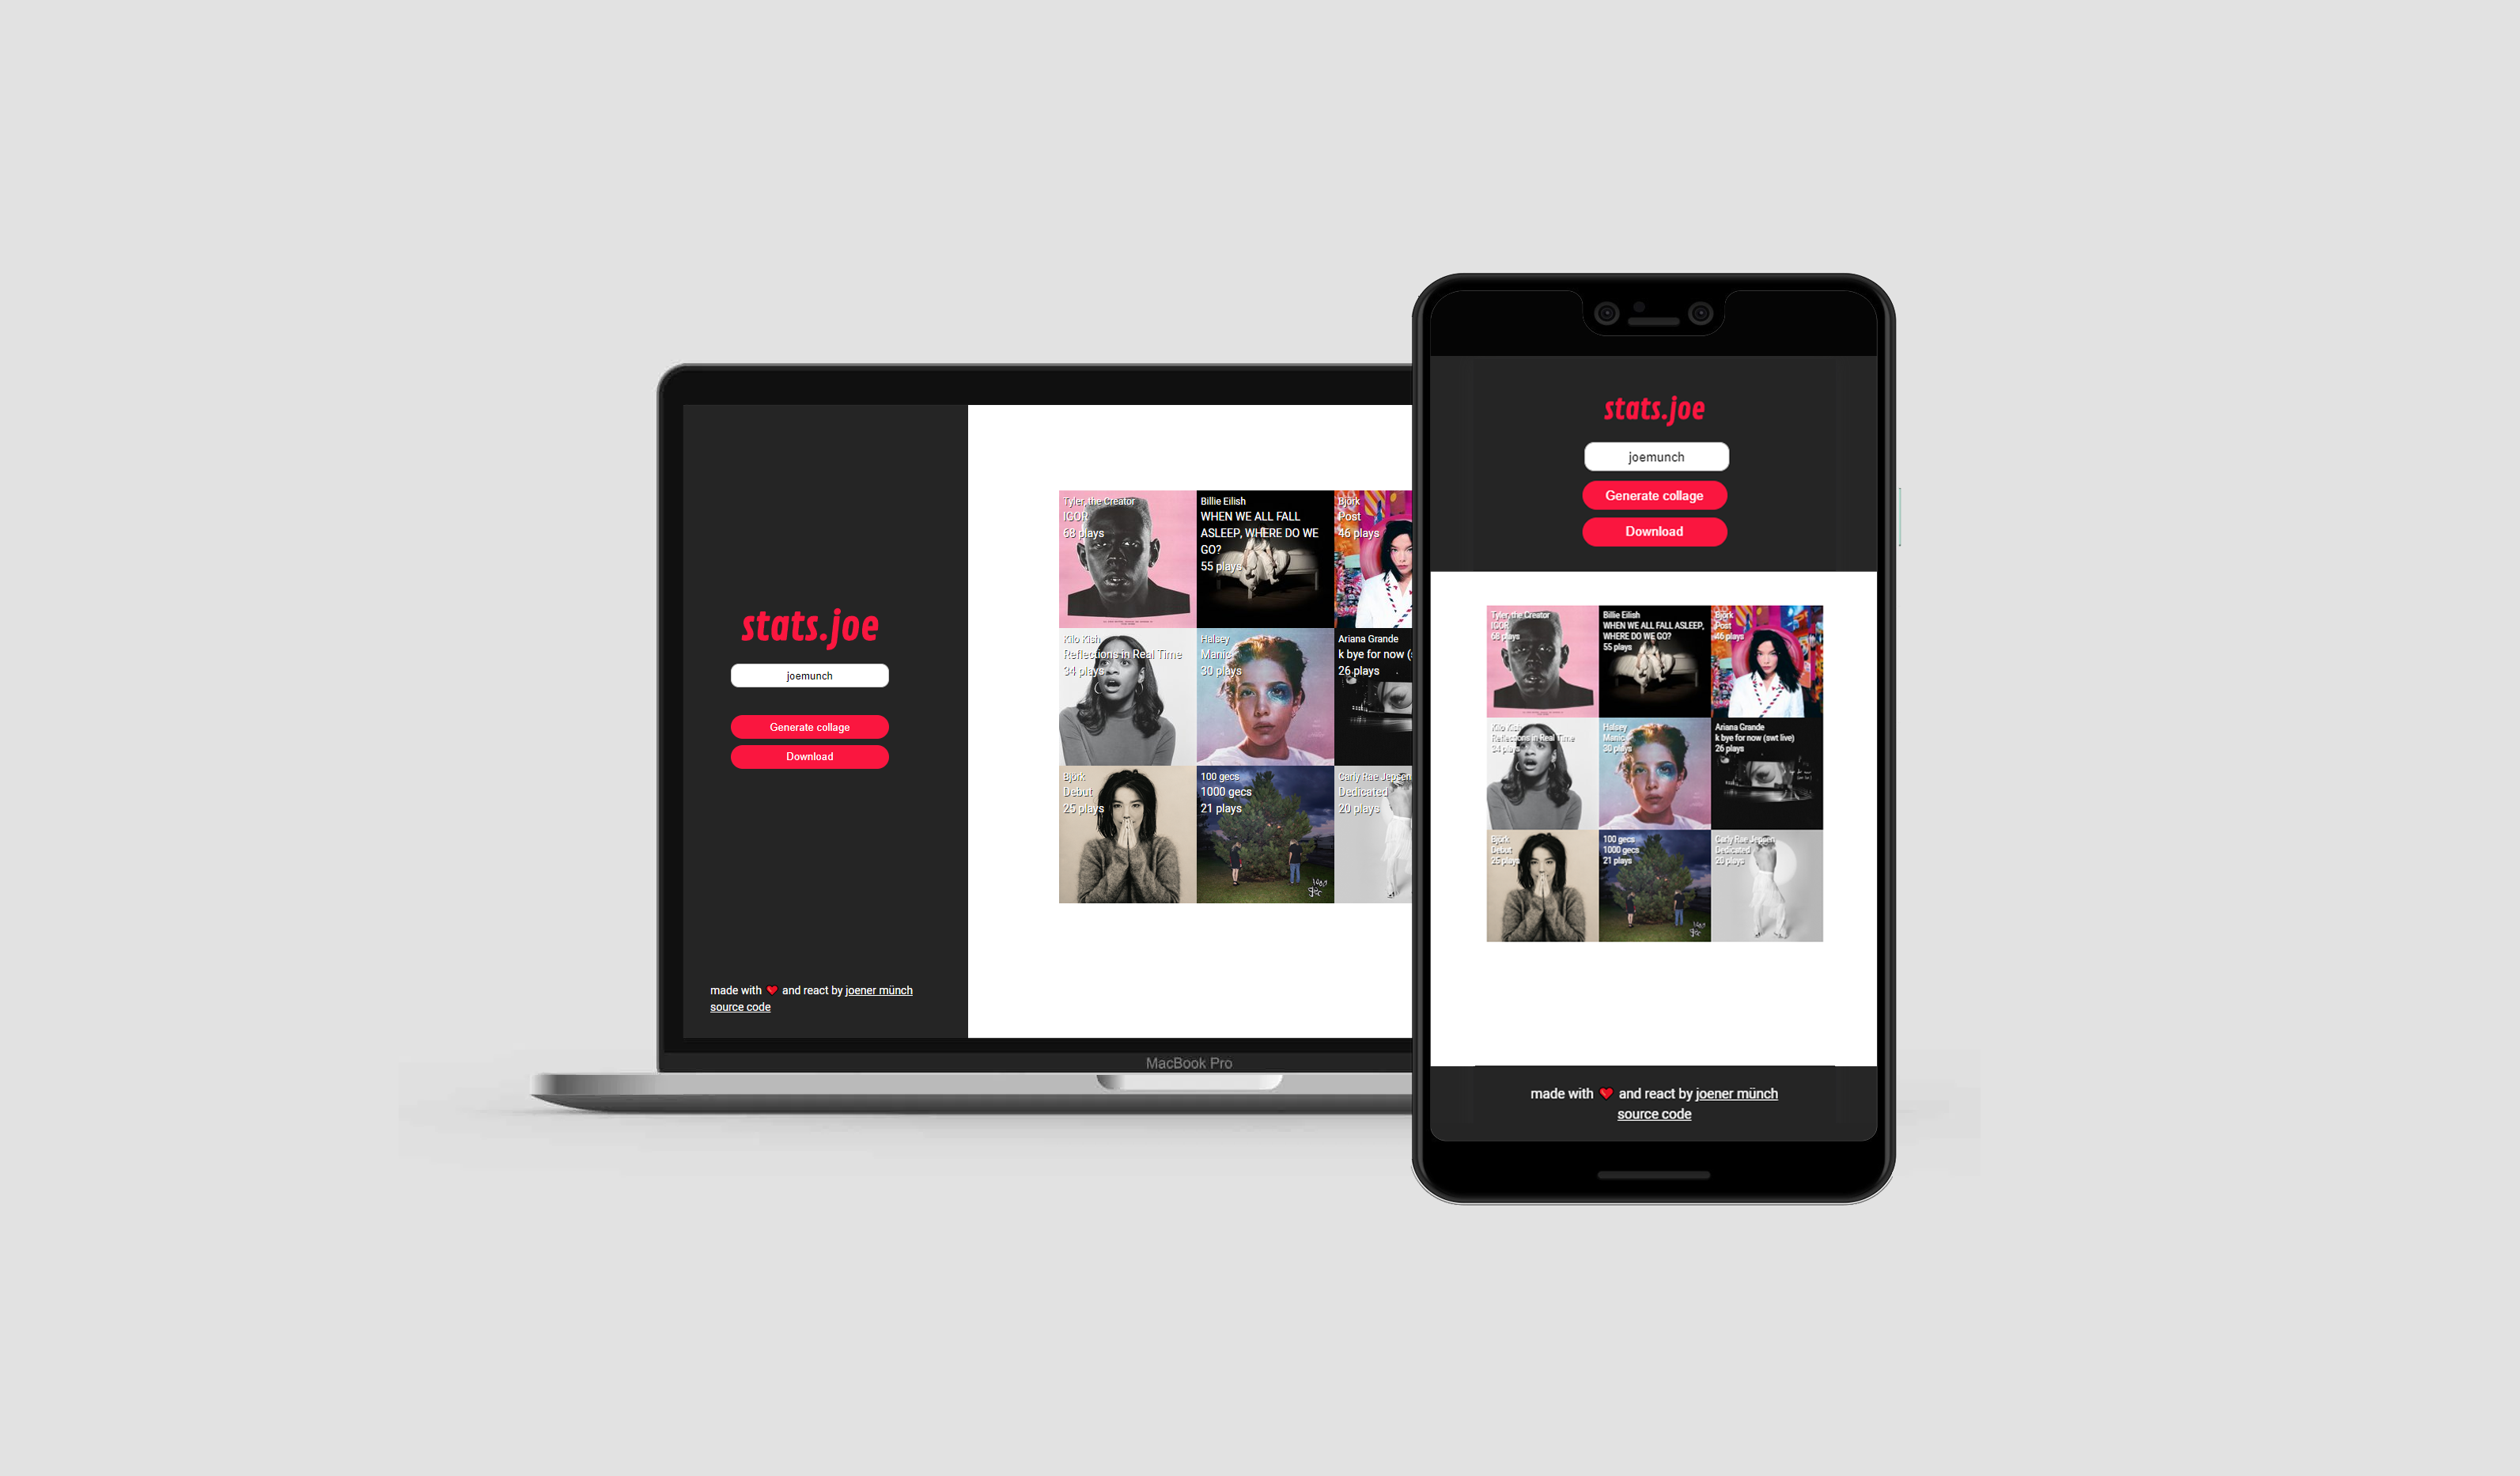 stats.joe
joemunch
Generate collage
Download
made with ❤ and react by joener münch
source code
Tyler, the Creator
ICOR
68 plays
Billie Eilish
WHEN WE ALL FALL
ASLEEP, WHERE DO WE
GO?
55 plays
Björk
Post
46 plays
Kilo Kish
Reflections in Real Time
34 plays
Halsey
Manic
30 plays
Ariana Grande
k bye for now (
26 plays
Björk
Debut
25 plays
100 gecs
1000 gecs
21 plays
Carly Rae Jepsen
Dedicated
20 plays
MacBook Pro
stats.joe
joemunch
Generate collage
Download
Tyler, the Creator
IGOR
68 plays
Billie Eilish
WHEN WE ALL FALL ASLEEP,
WHERE DO WE GO?
55 plays
Björk
Post
46 plays
Kilo Kish
Reflections in Real Time
34 plays
Halsey
Manic
30 plays
Ariana Grande
k bye for now (swt live)
26 plays
Björk
Debut
25 plays
100 gecs
1000 gecs
21 plays
Carly Rae Jepsen
Dedicated
20 plays
made with ❤ and react by joener münch
source code